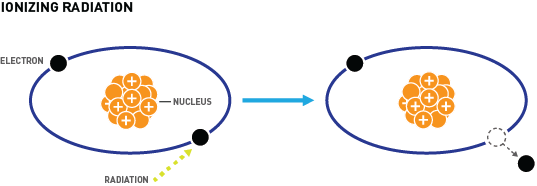 IONIZING RADIATION
ELECTRON
NUCLEUS
RADIATION